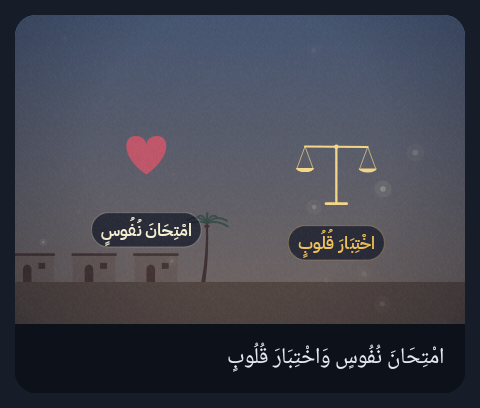 امْتِحَانَ نُفُوسٍ
اخْتِبَارَ قُلُوبٍ
امْتِحَانَ نُفُوسٍ وَاخْتِبَارَ قُلُوبٍ